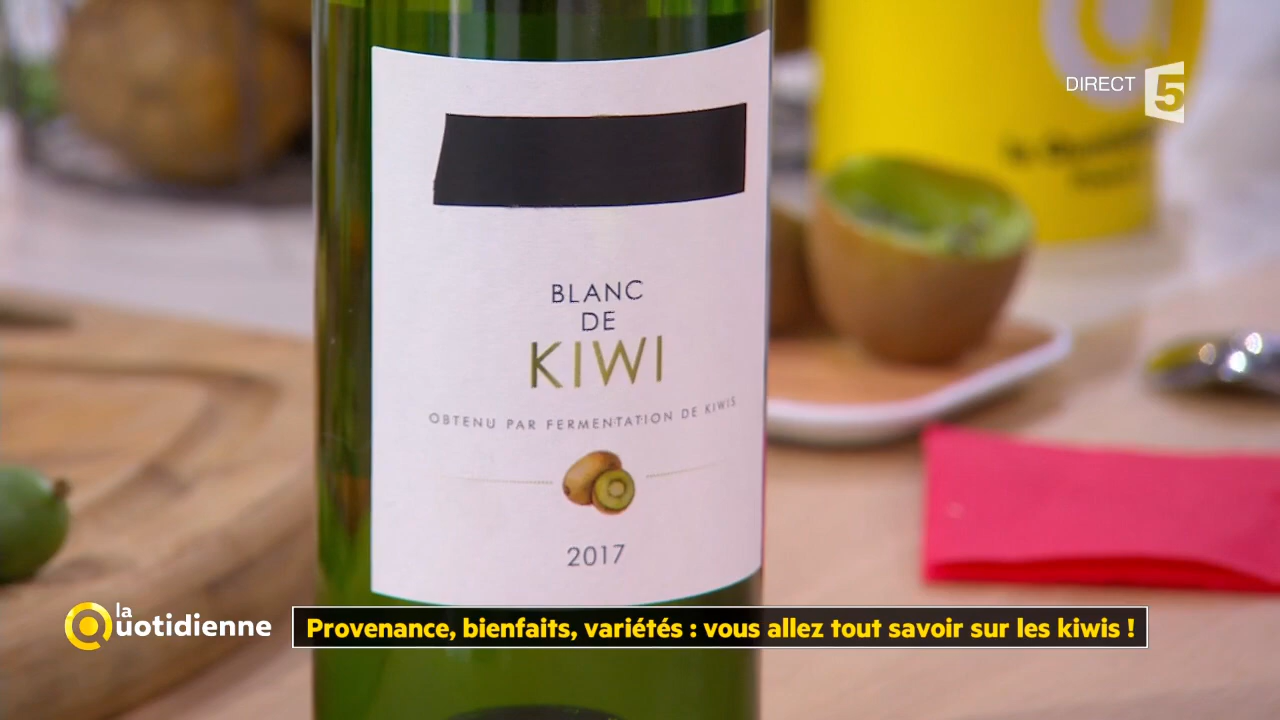 DIRECT 5
BLANC
DE
KIWI
OBTENU PAR FERMENTATION DE KIWIS
2017
la
Quotidienne
Provenance, bienfaits, variétés : vous allez tout savoir sur les kiwis !